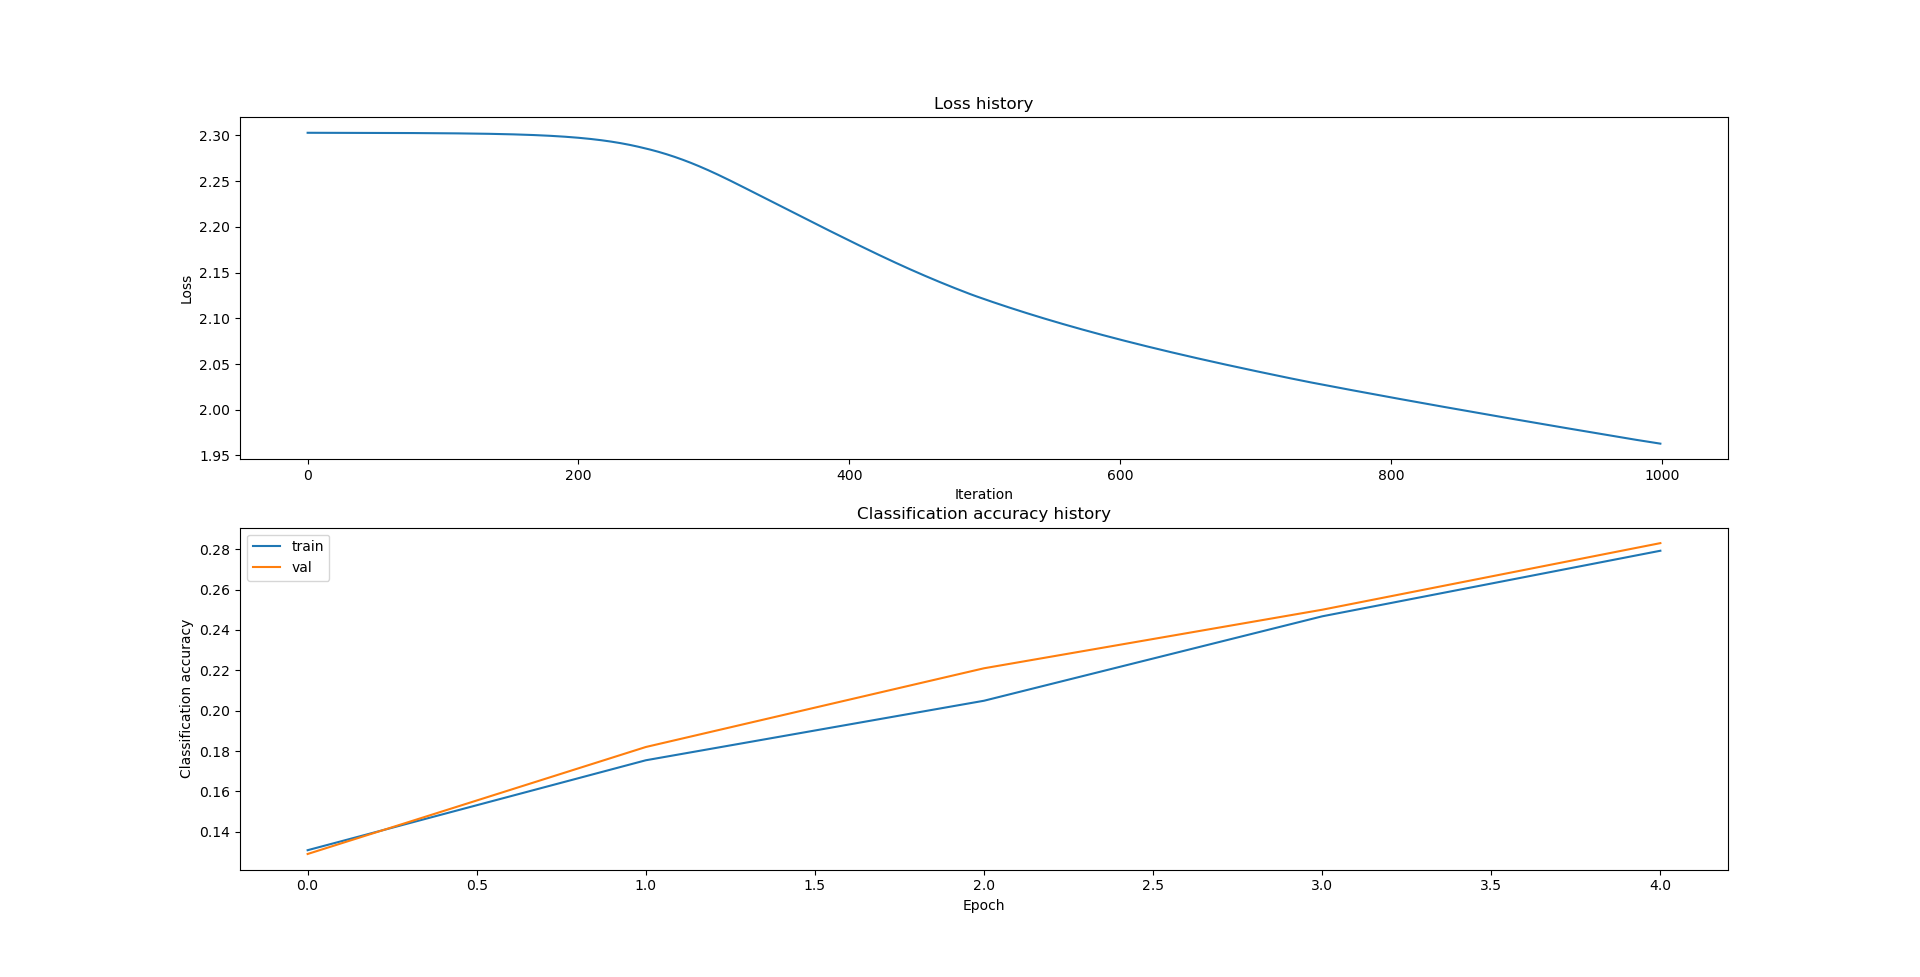 Loss history
2.30
2.25
2.20
2.15
2.10
2.05
2.00
1.95
Loss
0 200 400 600 800 1000
Iteration
Classification accuracy history
train
val
0.28
0.26
0.24
0.22
0.20
0.18
0.16
0.14
Classification accuracy
0.0 0.5 1.0 1.5 2.0 2.5 3.0 3.5 4.0
Epoch